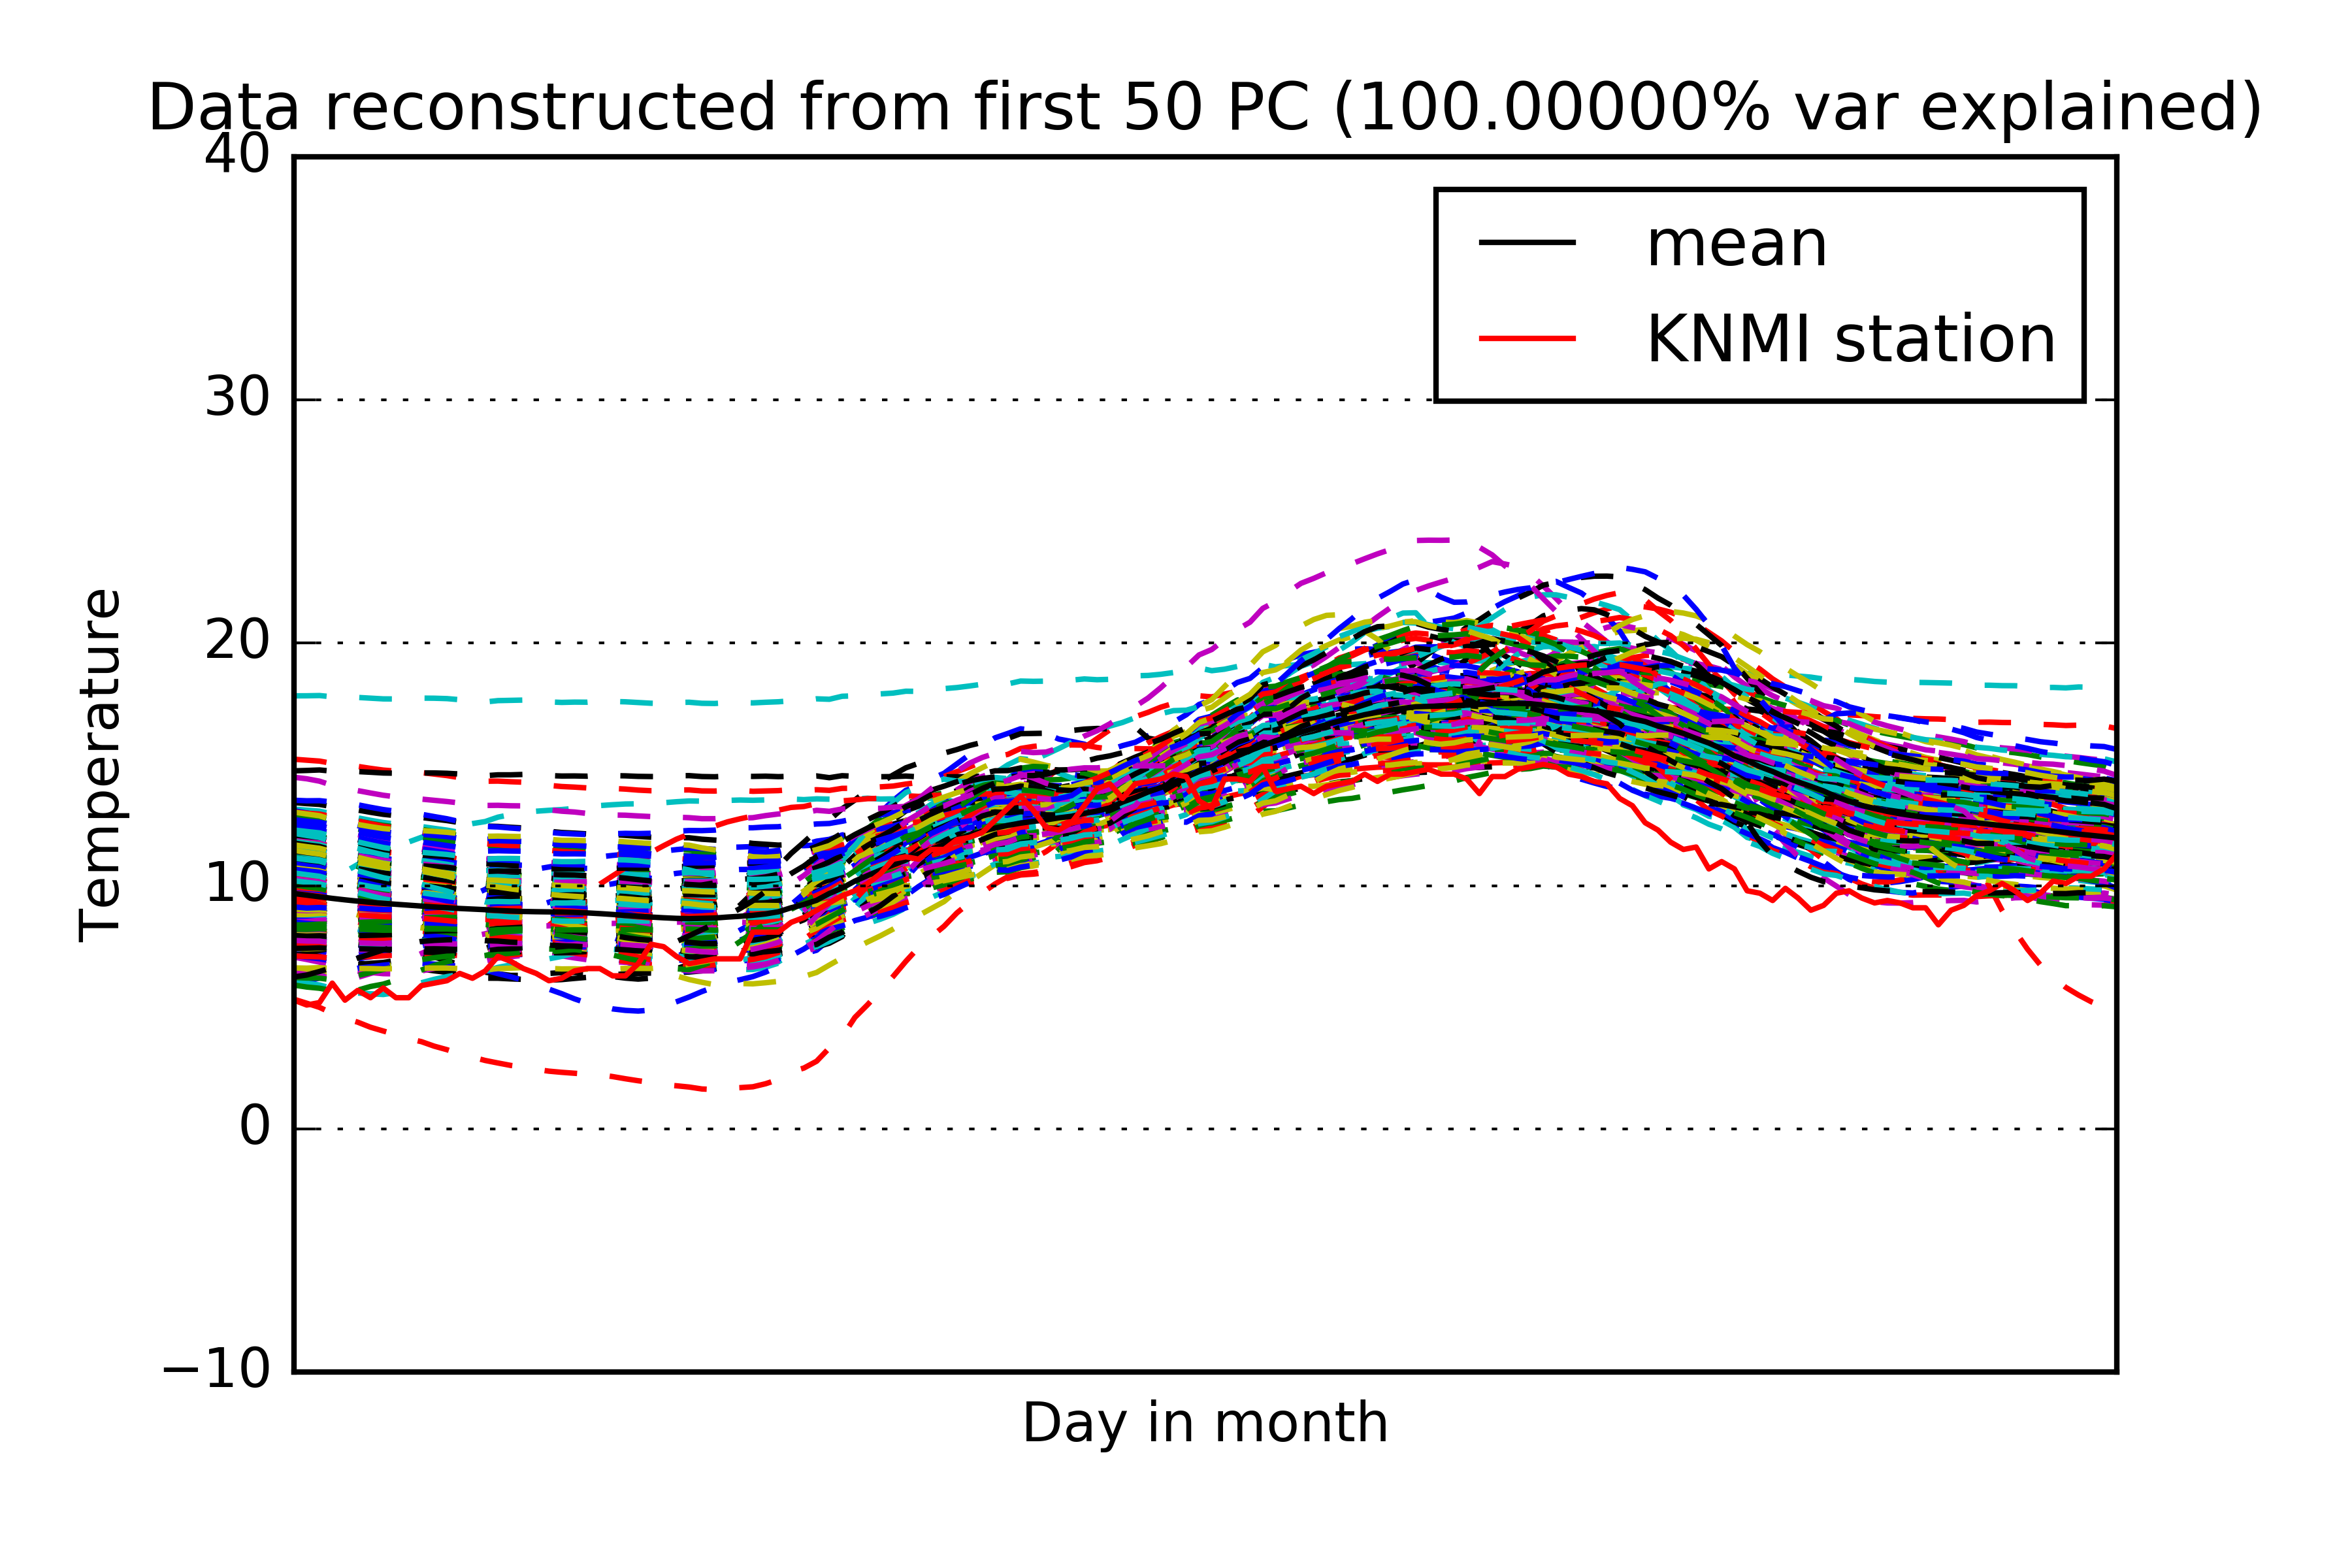 Data reconstructed from first 50 PC (100.00000% var explained)
40
30
20
10
0
−10
Temperature
Day in month
mean
KNMI station